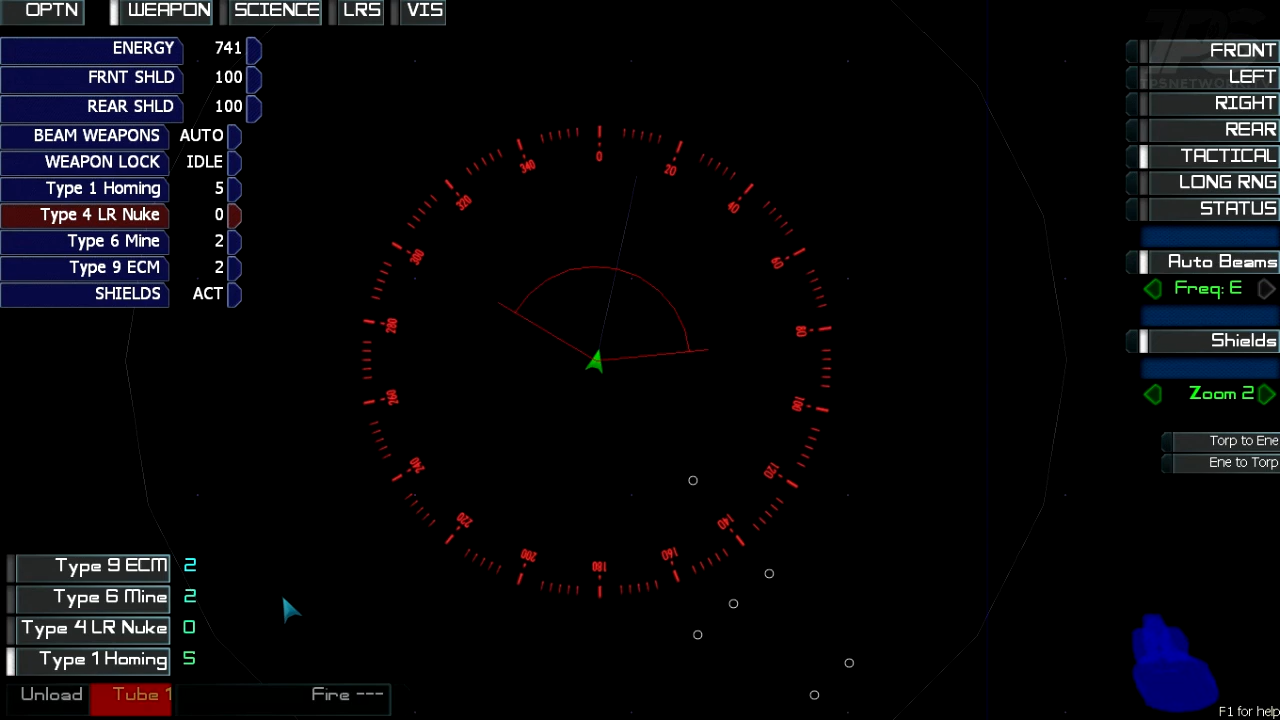 OPTN WEAPON SCIENCE LRS VIS
ENERGY 741
FRNT SHLD 100
REAR SHLD 100
BEAM WEAPONS AUTO
WEAPON LOCK IDLE
Type 1 Homing 5
Type 4 LR Nuke 0
Type 6 Mine 2
Type 9 ECM 2
SHIELDS ACT
0
20
40
60
80
100
120
140
160
180
200
220
240
260
280
300
320
340
TPS
TPSNETWORK.TV
FRONT
LEFT
RIGHT
REAR
TACTICAL
LONG RNG
STATUS
Auto Beams
Freq: E
Shields
Zoom 2
Torp to Ene
Ene to Torp
Type 9 ECM 2
Type 6 Mine 2
Type 4 LR Nuke 0
Type 1 Homing 5
Unload Tube 1 Fire ---
F1 for help